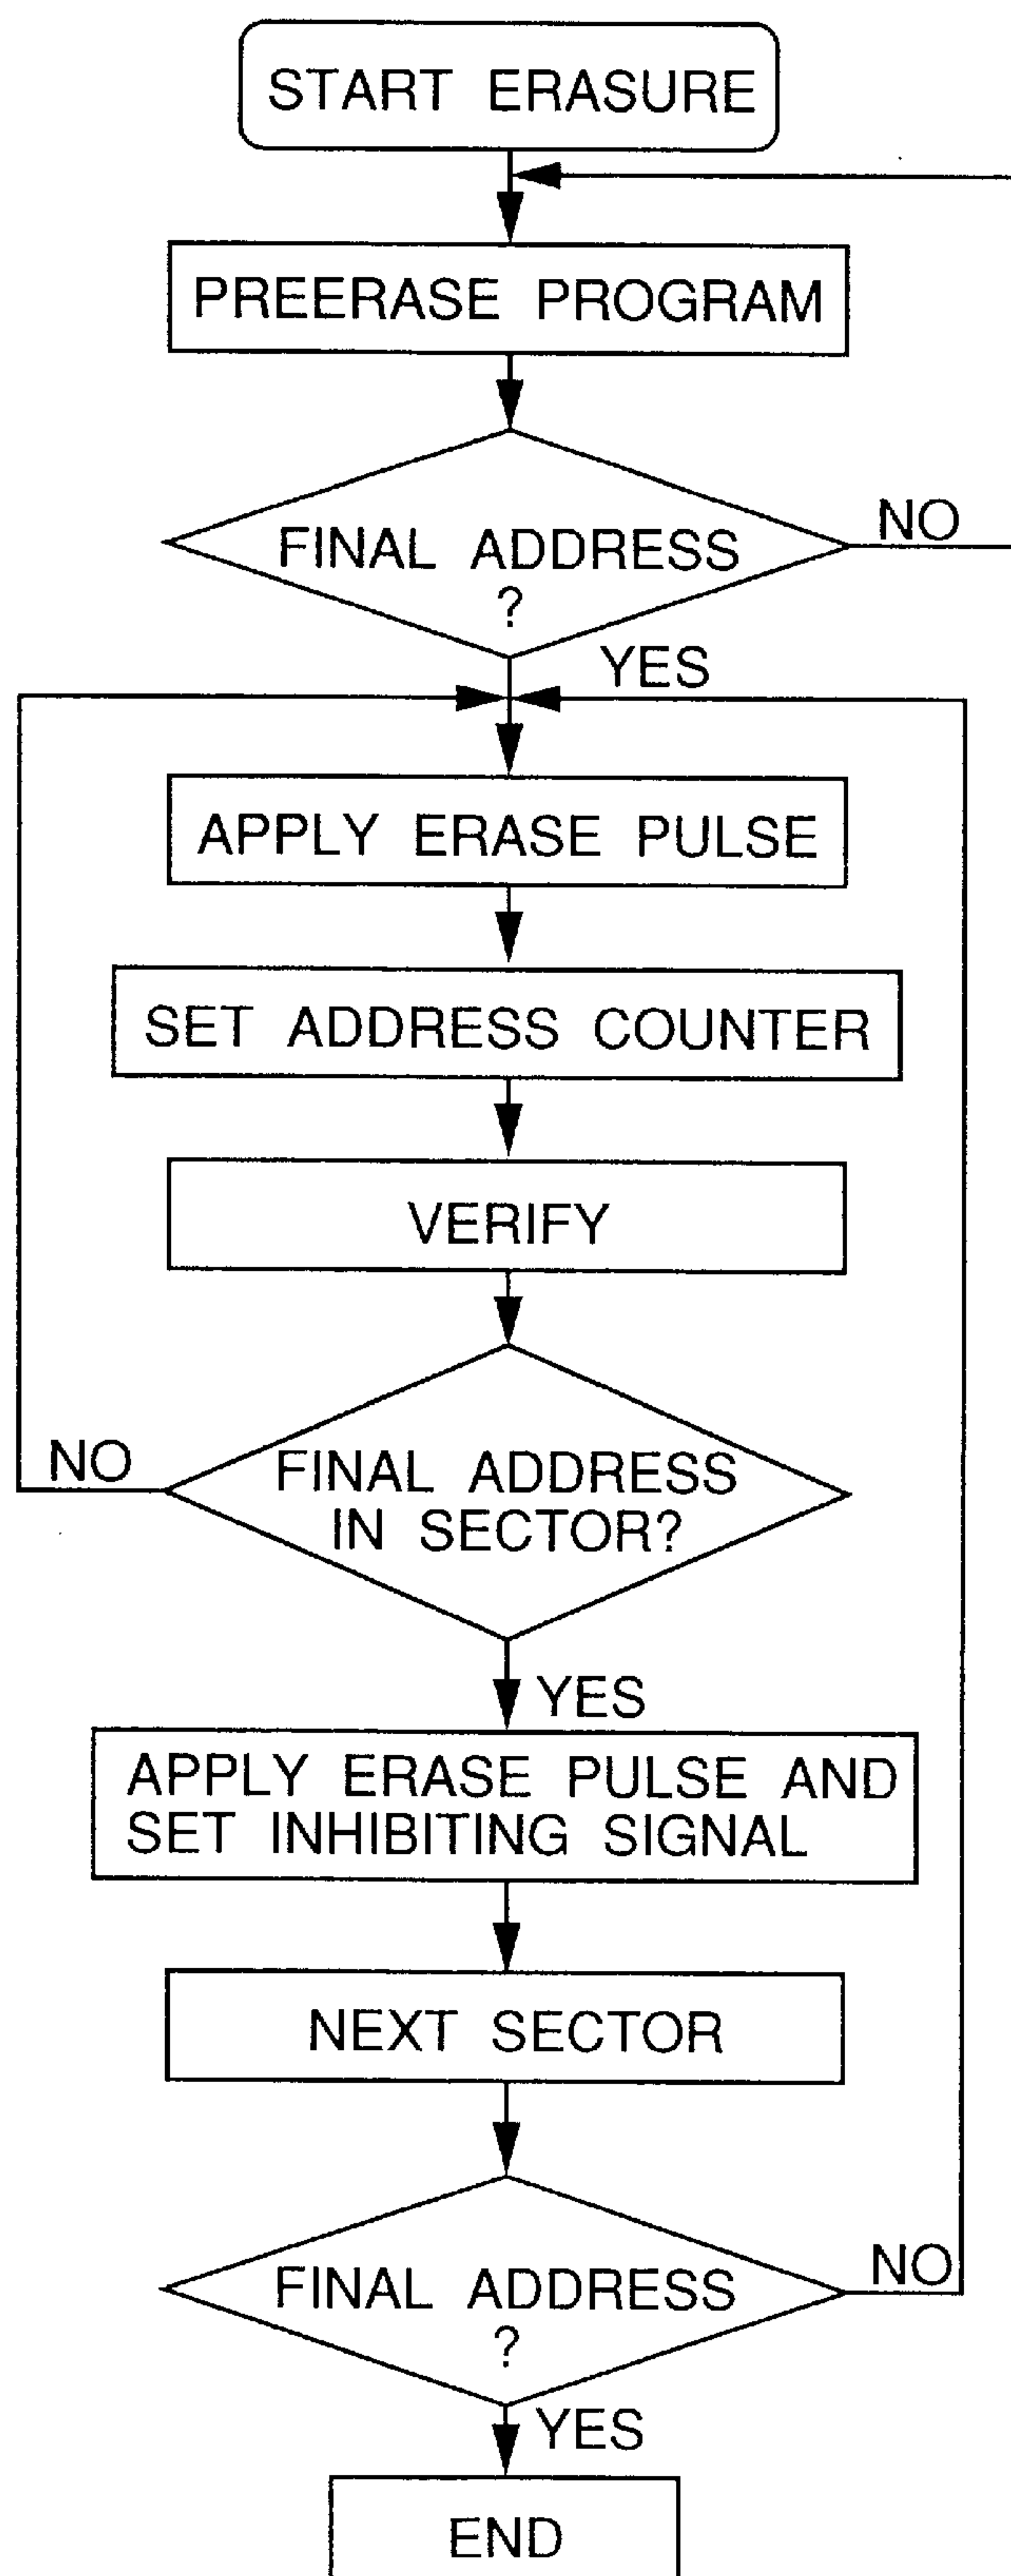 START ERASURE
PREERASE PROGRAM
FINAL ADDRESS
?
NO
YES
APPLY ERASE PULSE
SET ADDRESS COUNTER
VERIFY
FINAL ADDRESS
IN SECTOR?
NO
YES
APPLY ERASE PULSE AND
SET INHIBITING SIGNAL
NEXT SECTOR
FINAL ADDRESS
?
NO
YES
END